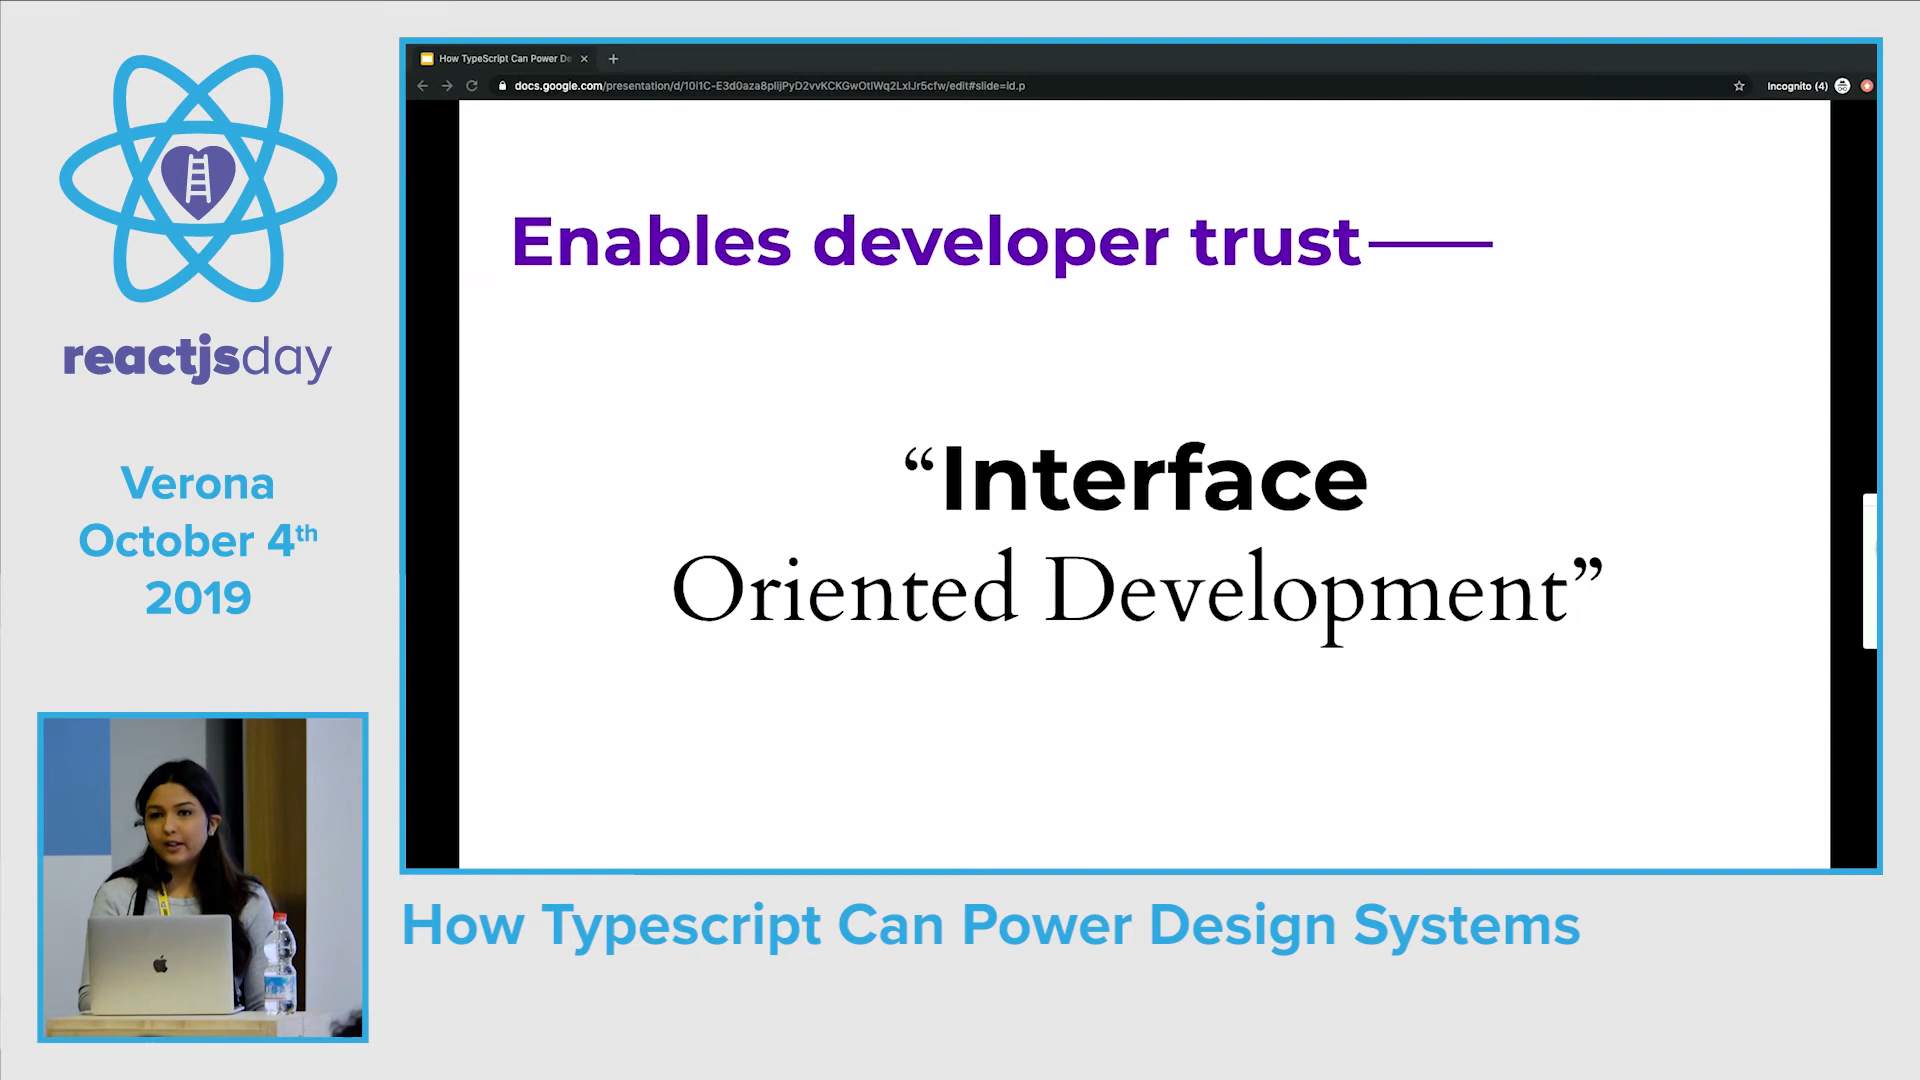 reactjsday
Verona
October 4th
2019
How TypeScript Can Power De
docs.google.com/presentation/d/10i1C-E3d0aza8plijPyD2vvKCKGwOtlWq2LxIJr5cfw/edit#slide=id.p
Incognito (4)
Enables developer trust
“Interface
Oriented Development”
How Typescript Can Power Design Systems